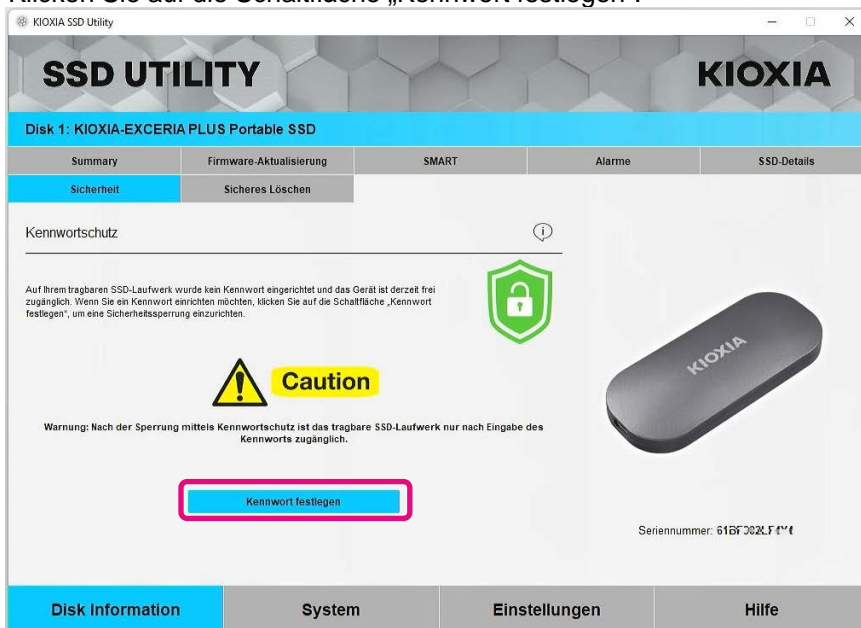 Klicken Sie auf die Schaltfläche „Kennwort festlegen“.
KIOXIA SSD Utility
SSD UTILITY
KIOXIA
Disk 1: KIOXIA-EXCERIA PLUS Portable SSD
Summary Firmware-Aktualisierung SMART Alarme SSD-Details
Sicherheit Sicheres Löschen
Kennwortschutz
Auf Ihrem tragbaren SSD-Laufwerk wurde kein Kennwort eingerichtet und das Gerät ist derzeit frei
zugänglich. Wenn Sie ein Kennwort einrichten möchten, klicken Sie auf die Schaltfläche „Kennwort
festlegen“, um eine Sicherheitssperrung einzurichten.
Caution
Warnung: Nach der Sperrung mittels Kennwortschutz ist das tragbare SSD-Laufwerk nur nach Eingabe des
Kennworts zugänglich.
Kennwort festlegen
KIOXIA
Seriennummer:
Disk Information System Einstellungen Hilfe